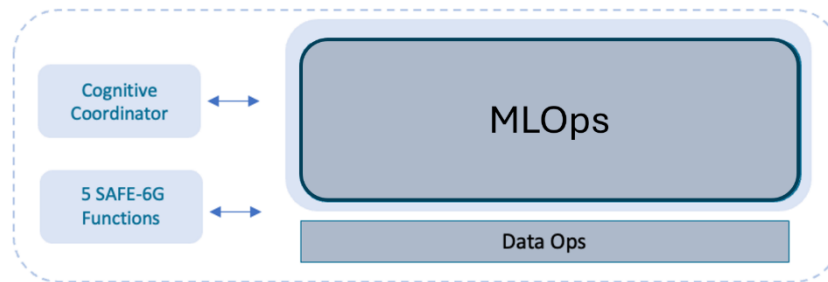 Cognitive
Coordinator
MLOps
5 SAFE-6G
Functions
Data Ops